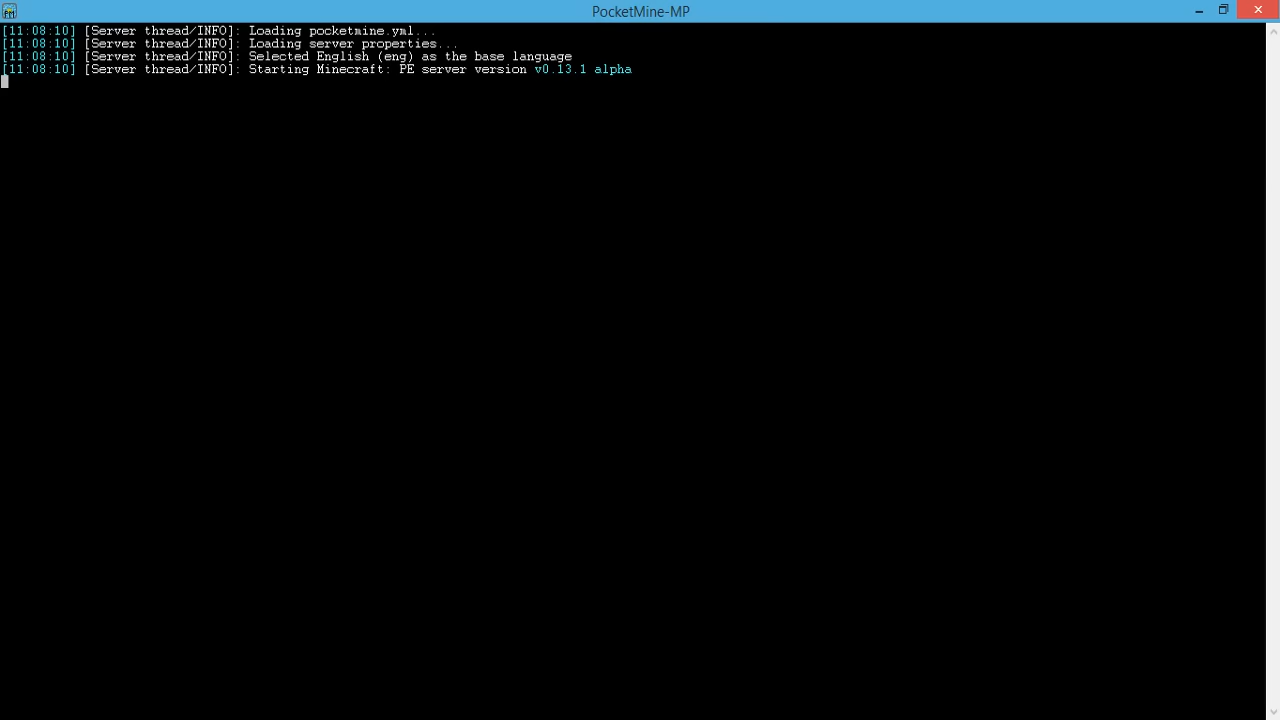 PocketMine-MP
[11:08:10] [Server thread/INFO]: Loading pocketmine.yml...
[11:08:10] [Server thread/INFO]: Loading server properties...
[11:08:10] [Server thread/INFO]: Selected English (eng) as the base language
[11:08:10] [Server thread/INFO]: Starting Minecraft: PE server version v0.13.1 alpha